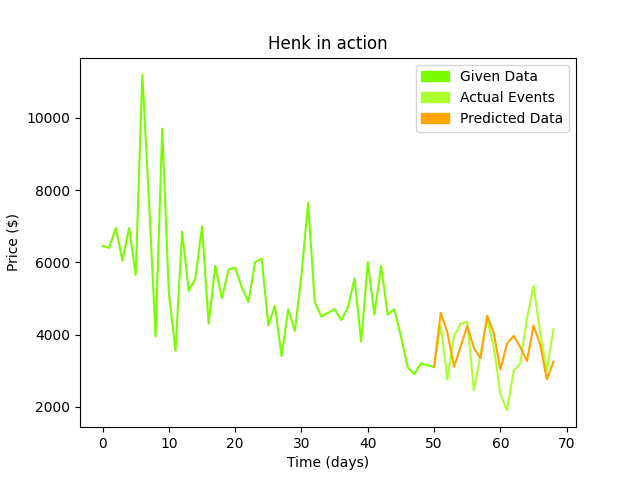 Henk in action
Given Data
Actual Events
Predicted Data
Price ($)
10000
8000
6000
4000
2000
0 10 20 30 40 50 60 70
Time (days)